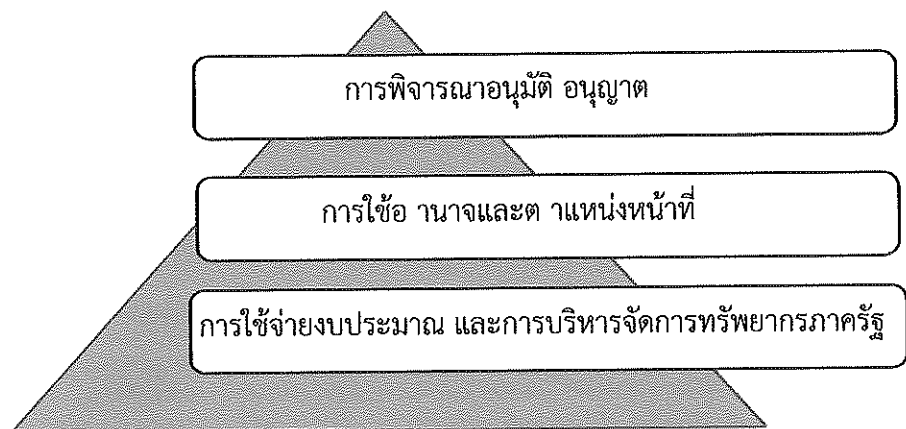 การพิจารณาอนุมัติ อนุญาต
การใช้อ านาจและต าแหน่งหน้าที่
การใช้จ่ายงบประมาณ และการบริหารจัดการทรัพยากรภาครัฐ